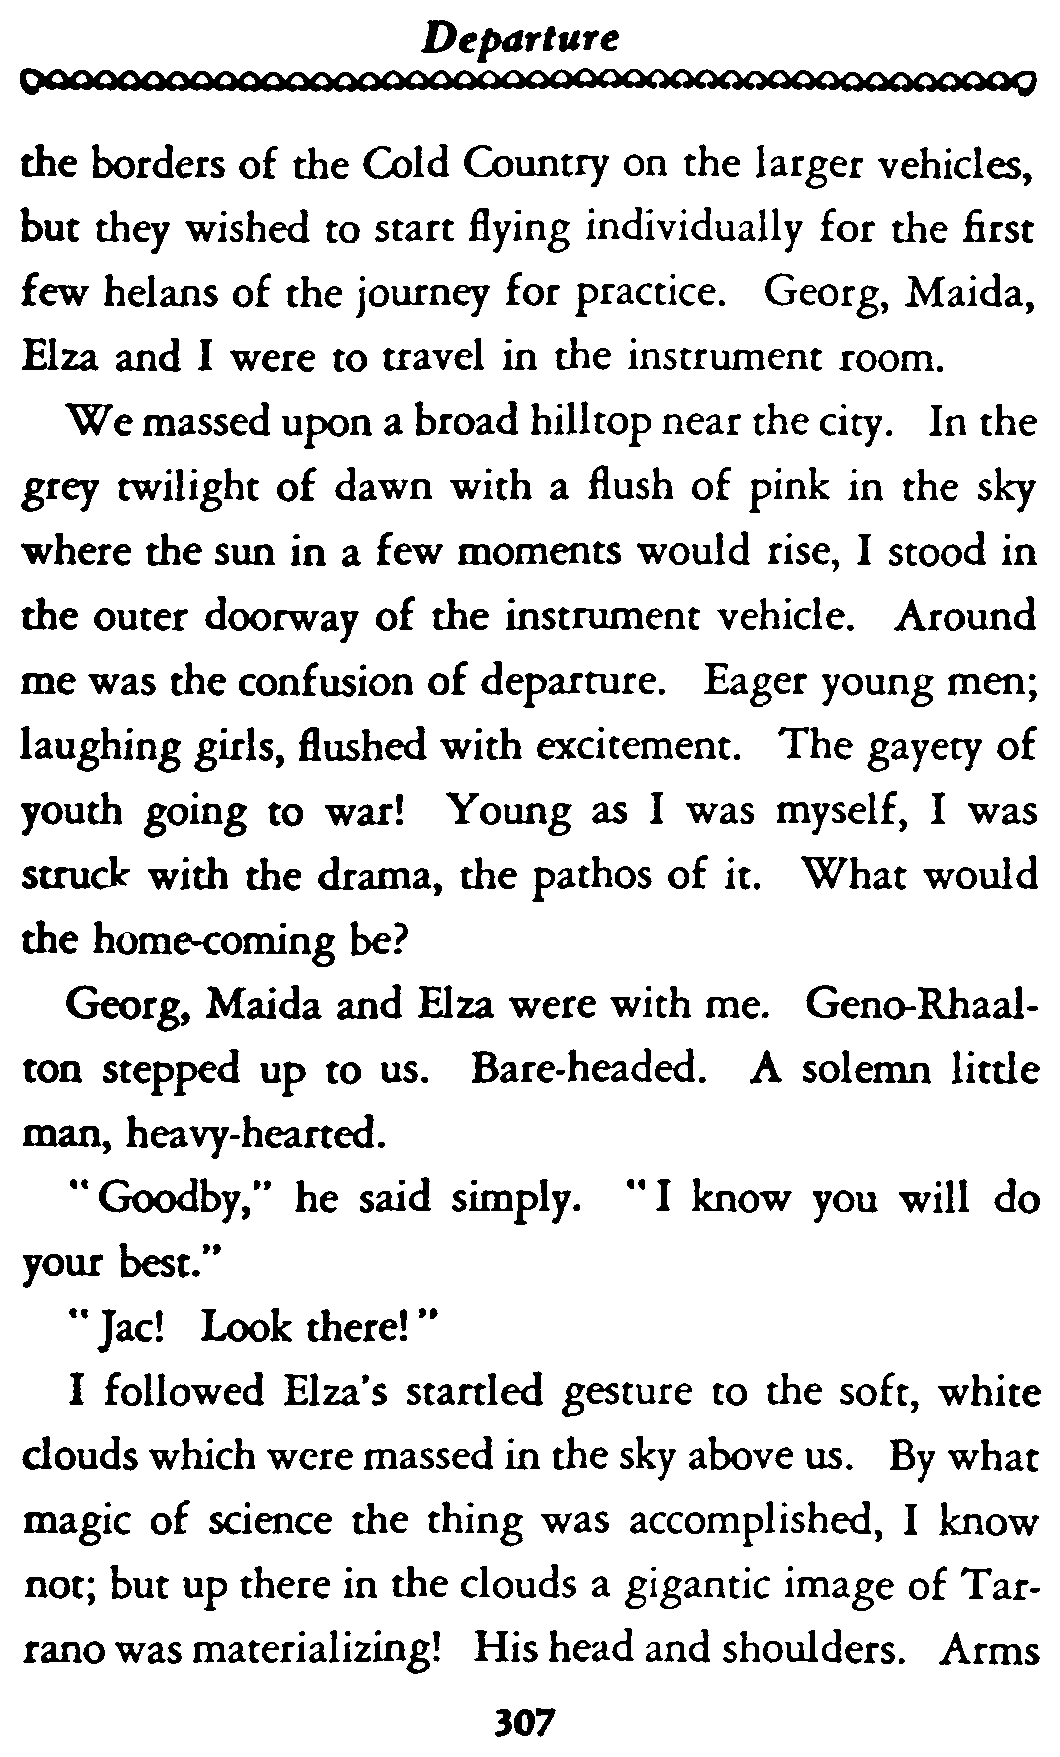 Departure
the borders of the Cold Country on the larger vehicles,
but they wished to start flying individually for the first
few helans of the journey for practice. Georg, Maida,
Elza and I were to travel in the instrument room.
We massed upon a broad hilltop near the city. In the
grey twilight of dawn with a flush of pink in the sky
where the sun in a few moments would rise, I stood in
the outer doorway of the instrument vehicle. Around
me was the confusion of departure. Eager young men;
laughing girls, flushed with excitement. The gayety of
youth going to war! Young as I was myself, I was
struck with the drama, the pathos of it. What would
the home-coming be?
Georg, Maida and Elza were with me. Geno-Rhaal-
ton stepped up to us. Bare-headed. A solemn little
man, heavy-hearted.
"Goodby," he said simply. "I know you will do
your best."
"Jac! Look there!"
I followed Elza's startled gesture to the soft, white
clouds which were massed in the sky above us. By what
magic of science the thing was accomplished, I know
not; but up there in the clouds a gigantic image of Tar-
rano was materializing! His head and shoulders. Arms
307